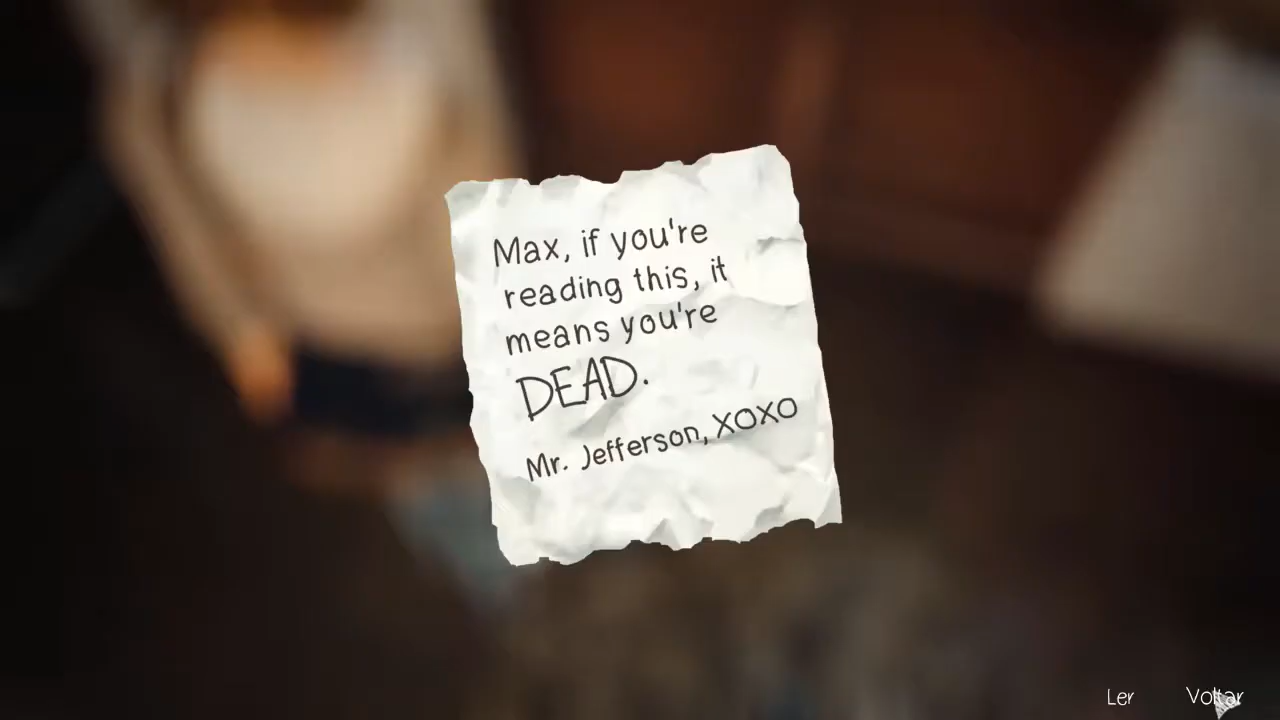 Max, if you're
reading this, it
means you're
DEAD.
Mr. Jefferson, XOXO
Ler Voltar